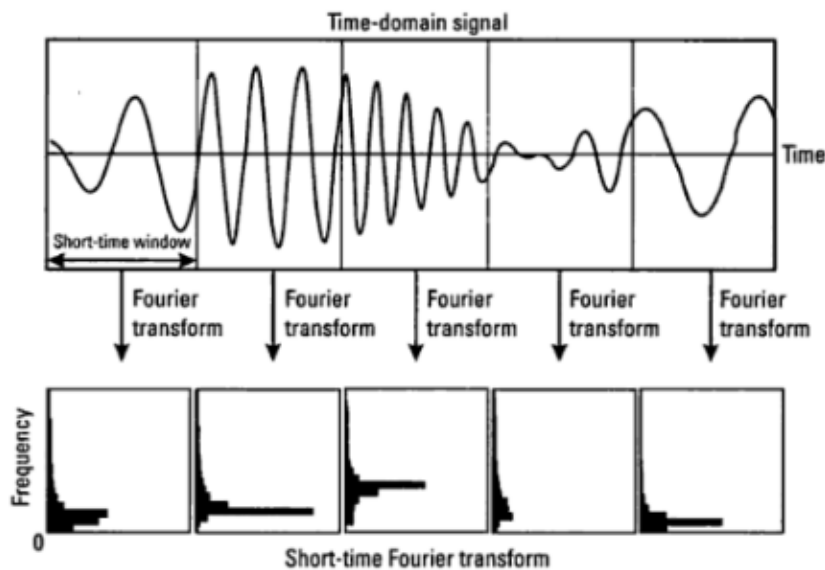 Time-domain signal
Time
Short-time window
Fourier
transform
Fourier
transform
Fourier
transform
Fourier
transform
Fourier
transform
Frequency
0
Short-time Fourier transform